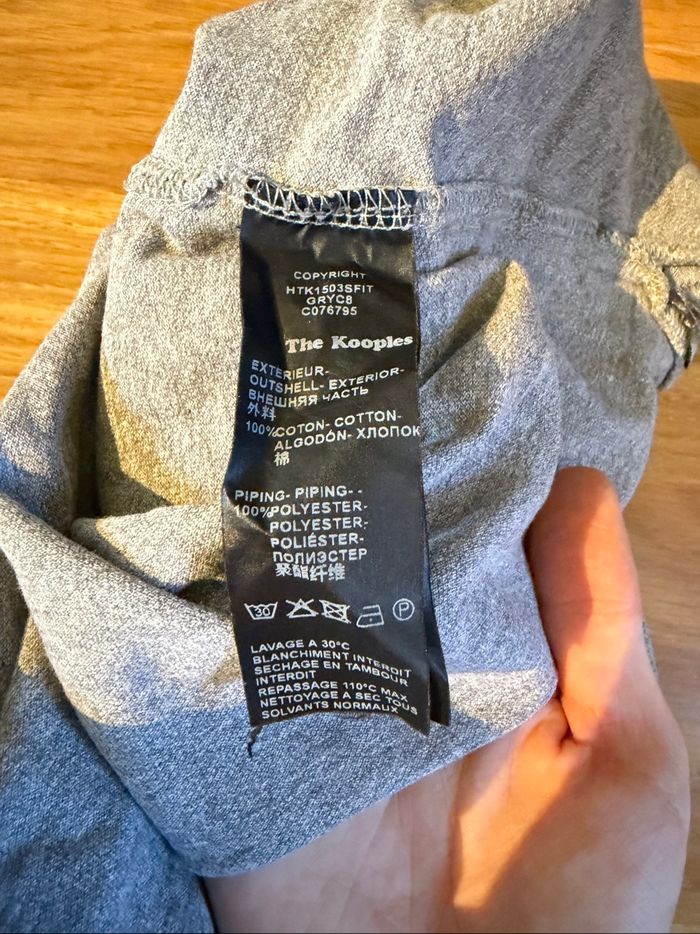 COPYRIGHT
HTK1503SFIT
GRYC8
C076795
The Kooples
EXTERIEUR-
OUTSHELL- EXTERIOR-
ВНЕШНЯЯ ЧАСТЬ
外料
100%COTON- COTTON-
ALGODÓN- ХЛОПОК
棉
PIPING- PIPING- -
100%POLYESTER-
POLYESTER-
POLIÉSTER-
ПОЛИЭСТЕР
聚酯纤维
30 P
LAVAGE A 30°C
BLANCHIMENT INTERDIT
SECHAGE EN TAMBOUR
INTERDIT
REPASSAGE 110°C MAX
NETTOYAGE A SEC TOUS
SOLVANTS NORMAUX